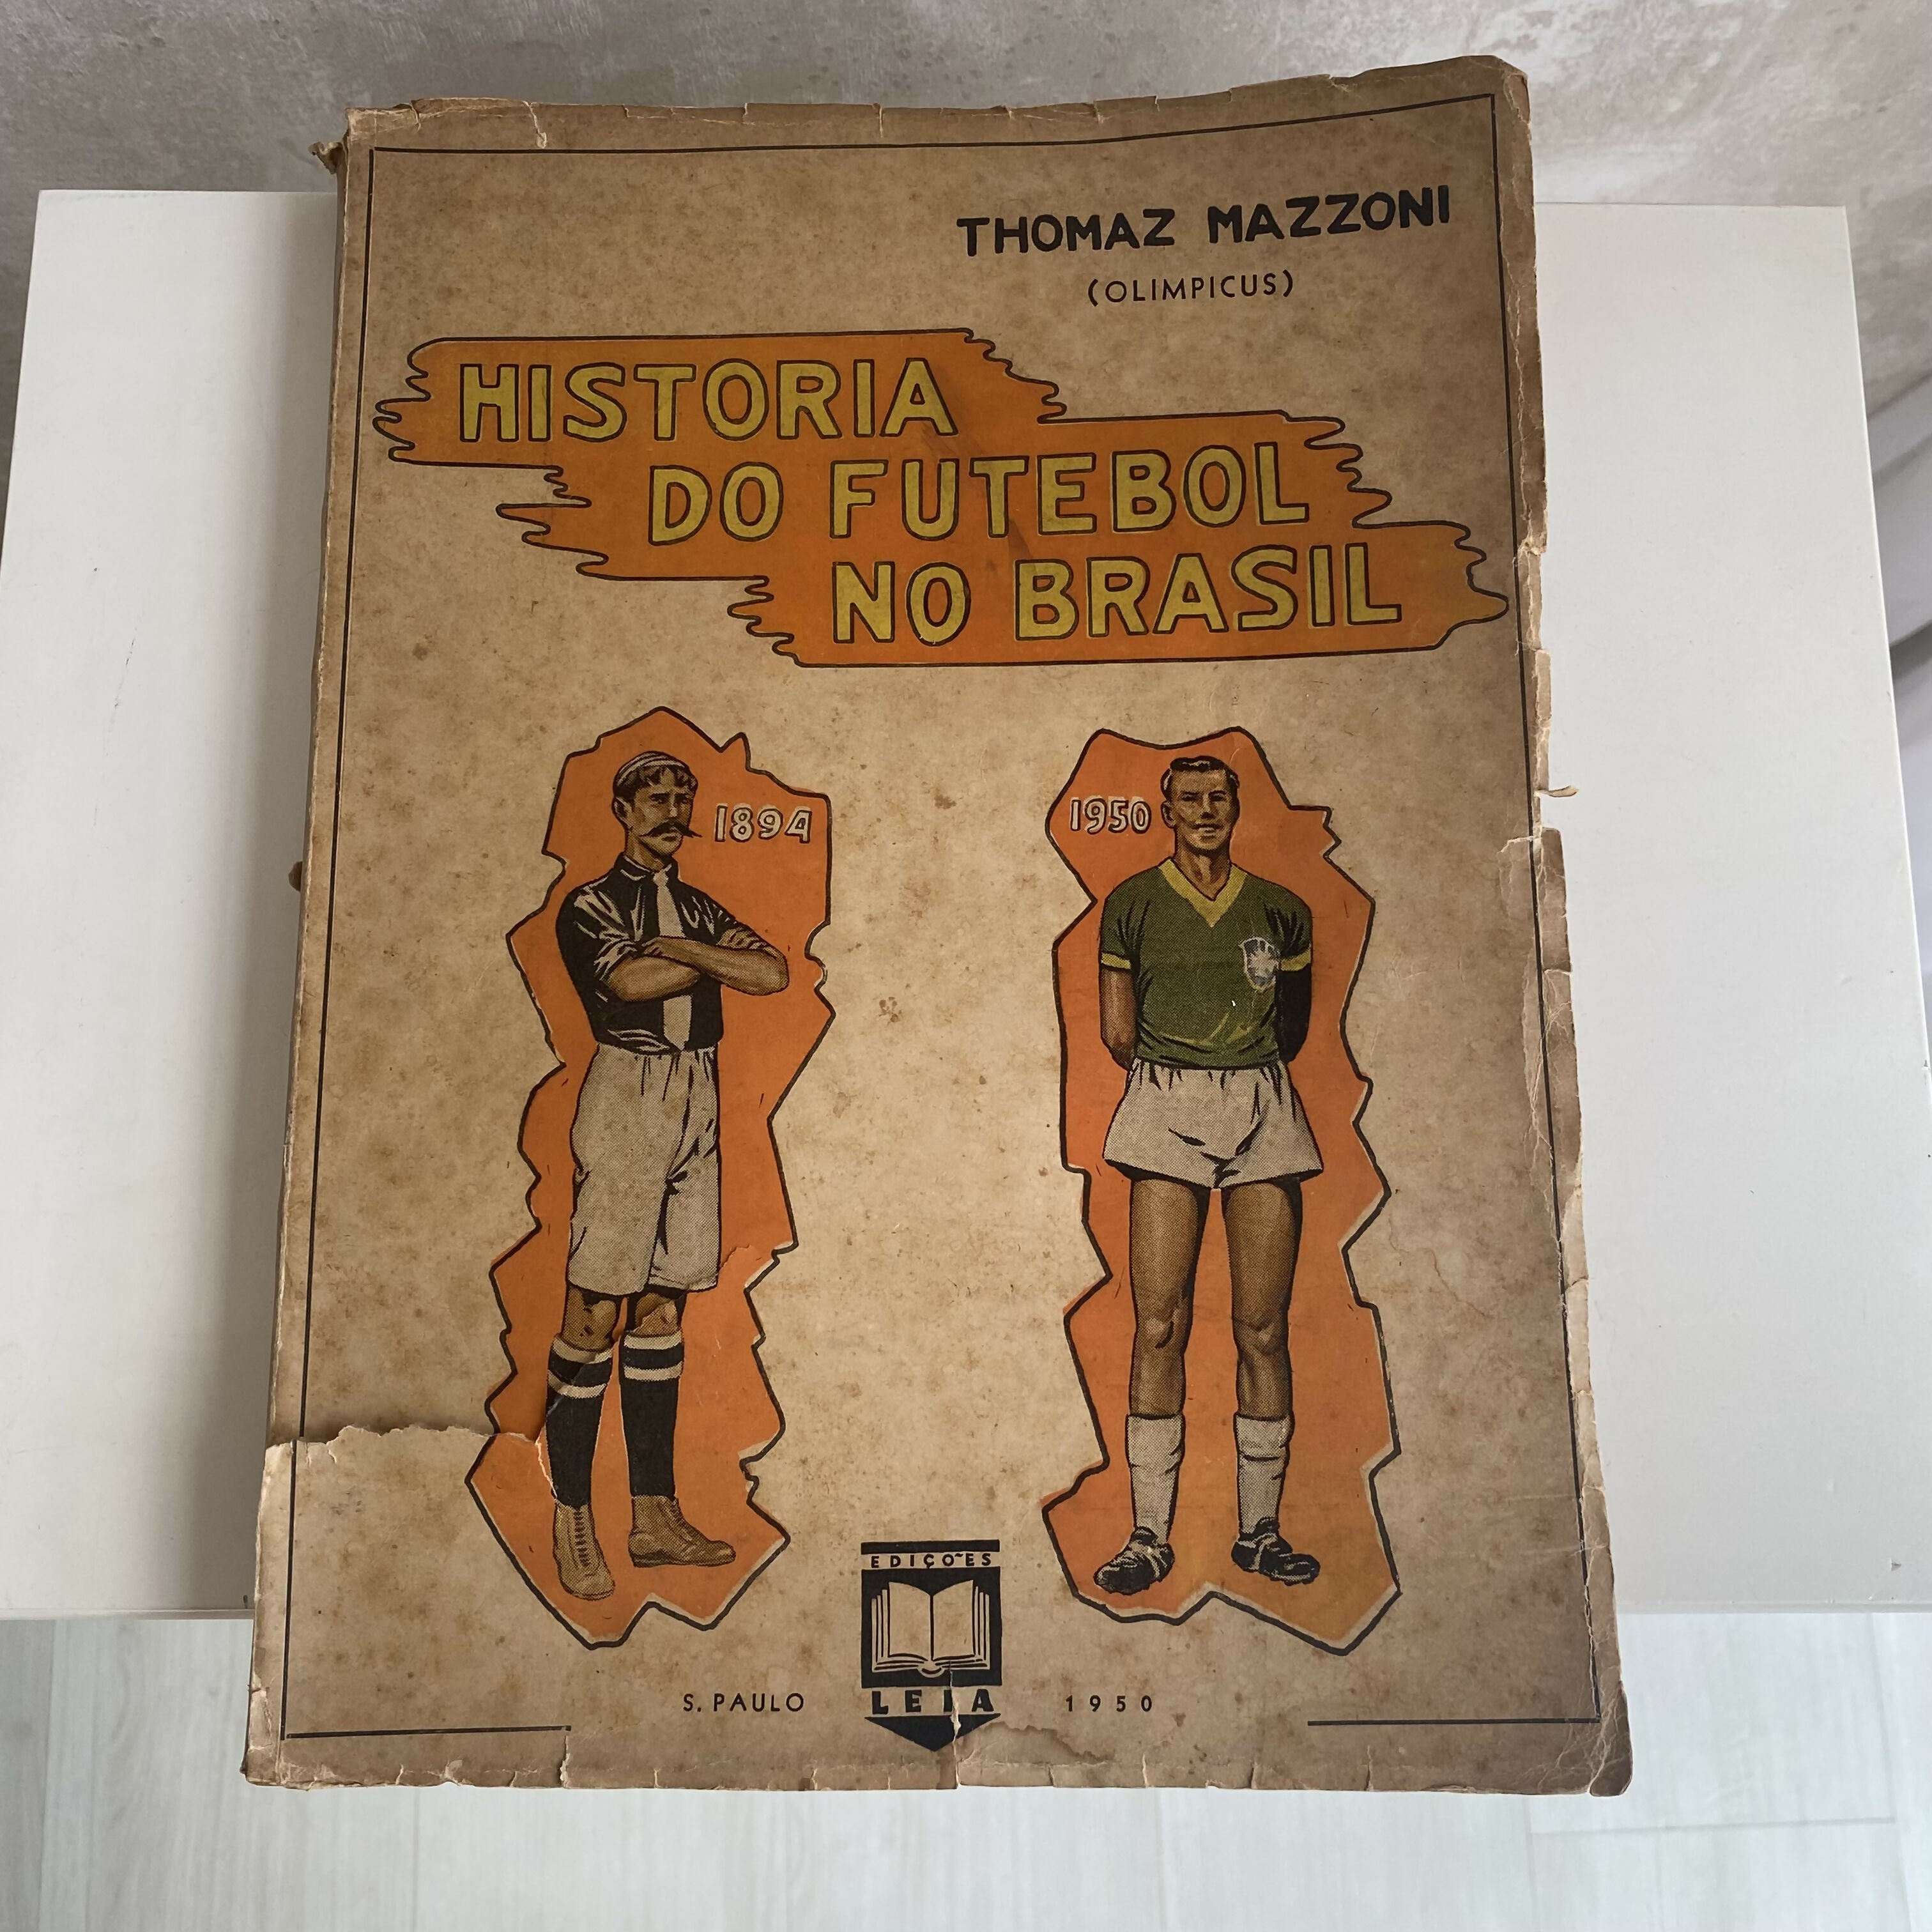 THOMAZ MAZZONI
(OLIMPICUS)
HISTORIA
DO FUTEBOL
NO BRASIL
1894
1950
EDIÇÕES
LEIA
S. PAULO
1950